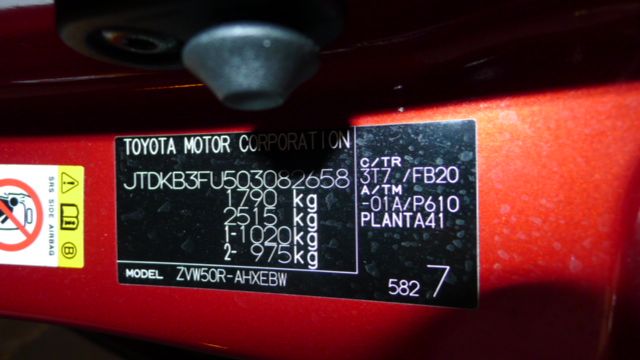 TOYOTA MOTOR CORPORATION
JTDKB3FU503082658
1790 kg
2515 kg
1-1020 kg
2- 975 kg
MODEL ZVW50R-AHXEBW
C/TR
3T7 /FB20
A/TM
-01A/P610
PLANTA41
582 7
SRS SIDE AIRBAG
B